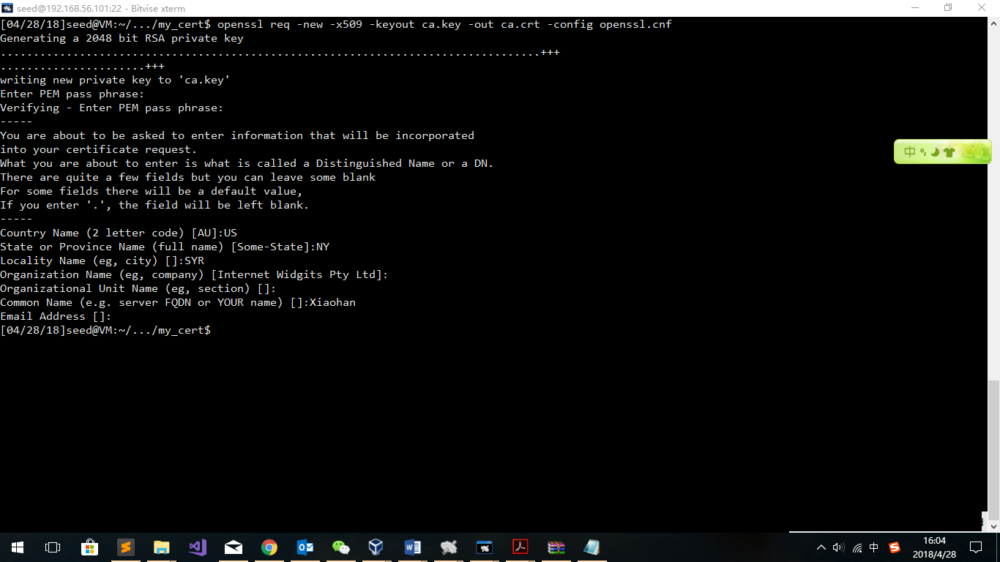 seed@192.168.56.101:22 - Bitvise xterm
[04/28/18]seed@VM:~/.../my_cert$ openssl req -new -x509 -keyout ca.key -out ca.crt -config openssl.cnf
Generating a 2048 bit RSA private key
..................................................................................+++
......................+++
writing new private key to 'ca.key'
Enter PEM pass phrase:
Verifying - Enter PEM pass phrase:
-----
You are about to be asked to enter information that will be incorporated
into your certificate request.
What you are about to enter is what is called a Distinguished Name or a DN.
There are quite a few fields but you can leave some blank
For some fields there will be a default value,
If you enter '.', the field will be left blank.
-----
Country Name (2 letter code) [AU]:US
State or Province Name (full name) [Some-State]:NY
Locality Name (eg, city) []:SYR
Organization Name (eg, company) [Internet Widgits Pty Ltd]:
Organizational Unit Name (eg, section) []:
Common Name (e.g. server FQDN or YOUR name) []:Xiaohan
Email Address []:
[04/28/18]seed@VM:~/.../my_cert$
中
中
16:04
2018/4/28